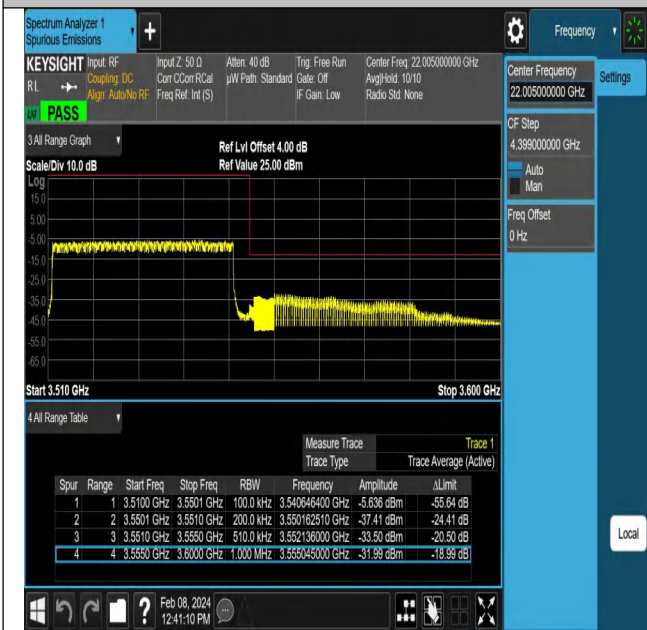 Spectrum Analyzer 1
Spurious Emissions
+
Frequency
KEYSIGHT Input: RF Input Z: 50 Ω Atten: 40 dB Trig: Free Run Center Freq: 22.005000000 GHz
RL Coupling: DC Corr CCorr RCal µW Path: Standard Gate: Off Avg|Hold: 10/10
Align: Auto/No RF Freq Ref: Int (S) IF Gain: Low Radio Std: None
PASS
Center Frequency
22.005000000 GHz
Settings
CF Step
4.399000000 GHz
Auto
Man
Freq Offset
0 Hz
3 All Range Graph
Ref Lvl Offset 4.00 dB
Scale/Div 10.0 dB Ref Value 25.00 dBm
Log
15.0
5.00
-5.00
-15.0
-25.0
-35.0
-45.0
-55.0
-65.0
Start 3.510 GHz Stop 3.600 GHz
4 All Range Table
Measure Trace Trace 1
Trace Type Trace Average (Active)
Spur Range Start Freq Stop Freq RBW Frequency Amplitude ΔLimit
1 1 3.5100 GHz 3.5501 GHz 100.0 kHz 3.540646400 GHz -5.636 dBm -55.64 dB
2 2 3.5501 GHz 3.5510 GHz 200.0 kHz 3.550162510 GHz -37.41 dBm -24.41 dB
3 3 3.5510 GHz 3.5550 GHz 510.0 kHz 3.552136000 GHz -33.50 dBm -20.50 dB
4 4 3.5550 GHz 3.6000 GHz 1.000 MHz 3.555045000 GHz -31.99 dBm -18.99 dB
Local
?
Feb 08, 2024
12:41:10 PM